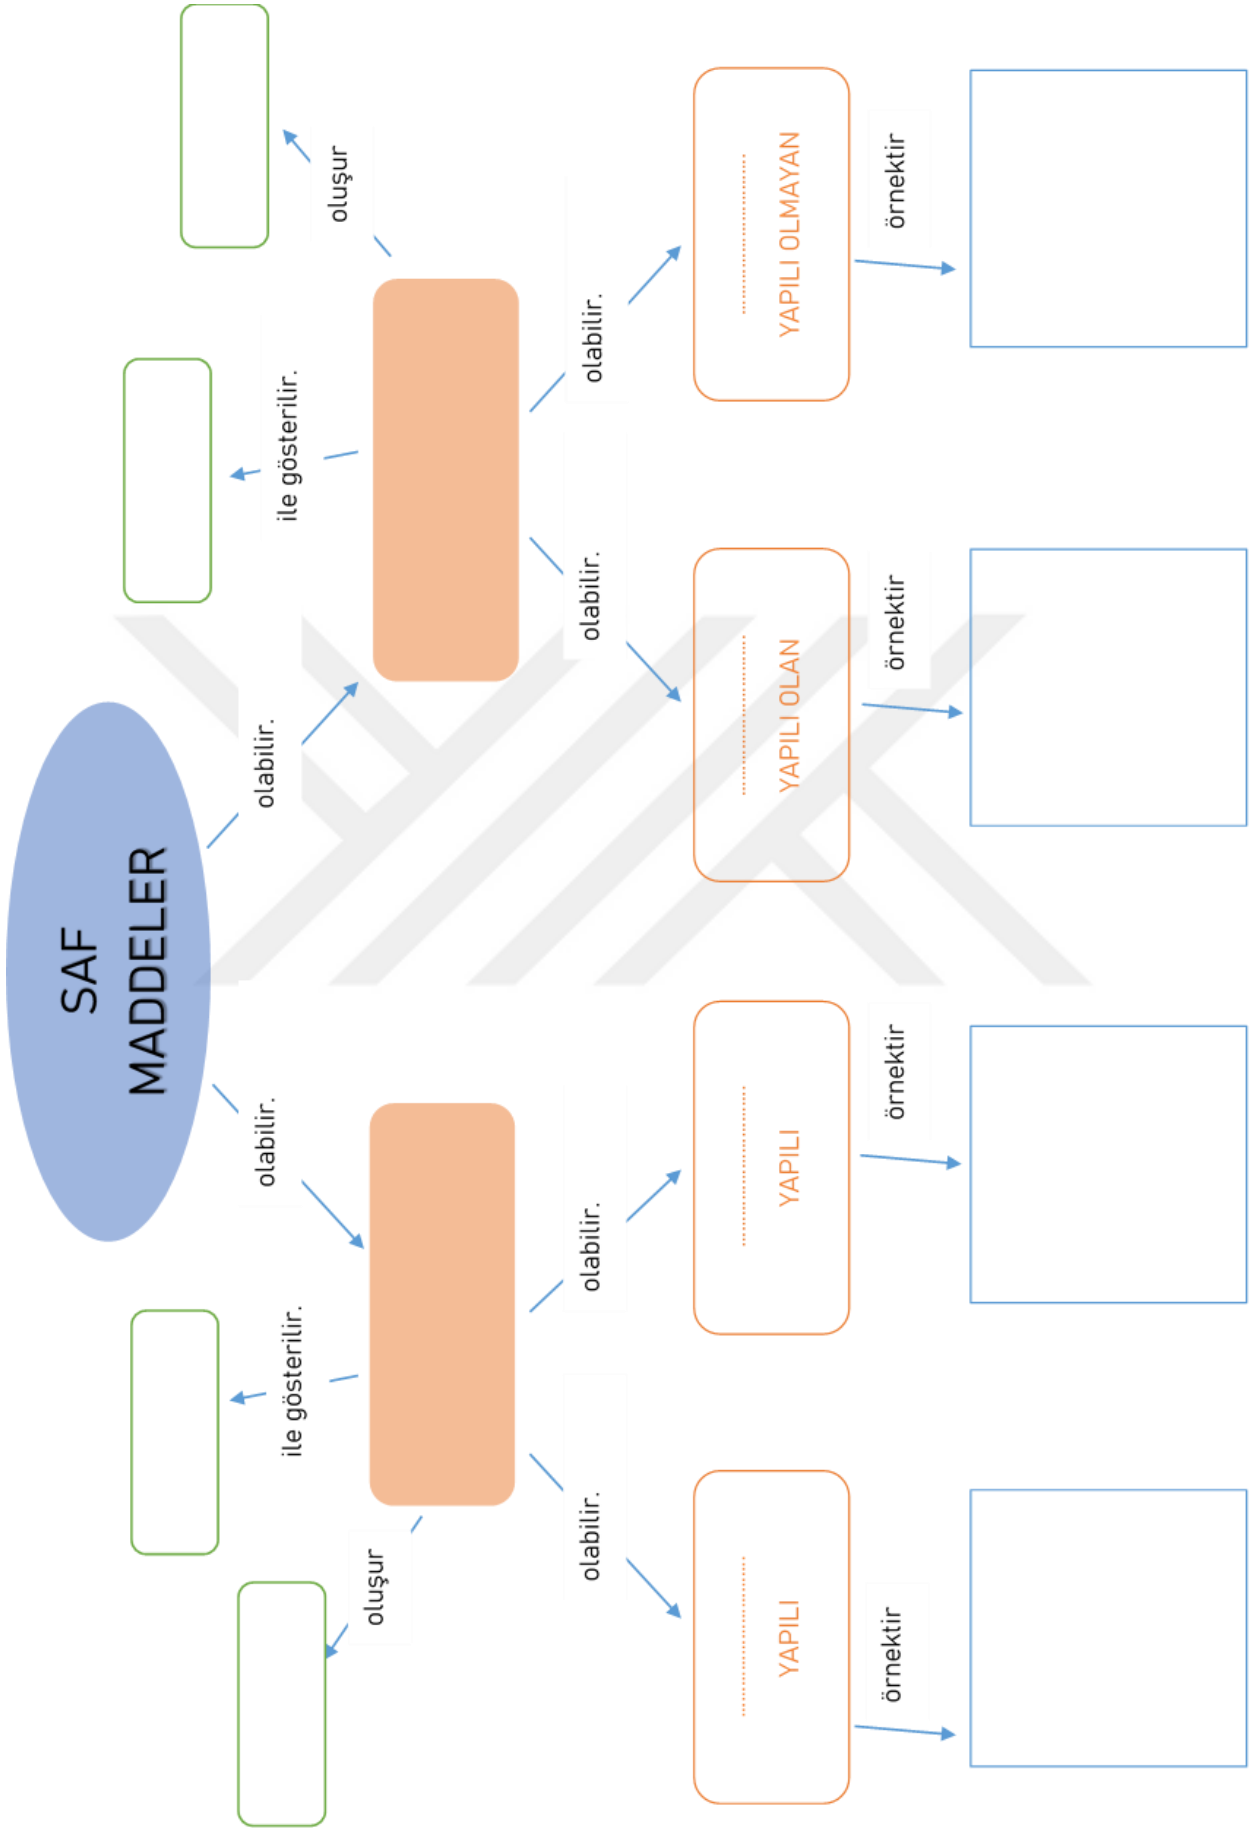 SAF
MADDELER
olabilir.
olabilir.
ile gösterilir.
ile gösterilir.
oluşur
oluşur
olabilir.
olabilir.
olabilir.
olabilir.
....................................
YAPILI
....................................
YAPILI
....................................
YAPILI OLAN
....................................
YAPILI OLMAYAN
örnektir
örnektir
örnektir
örnektir